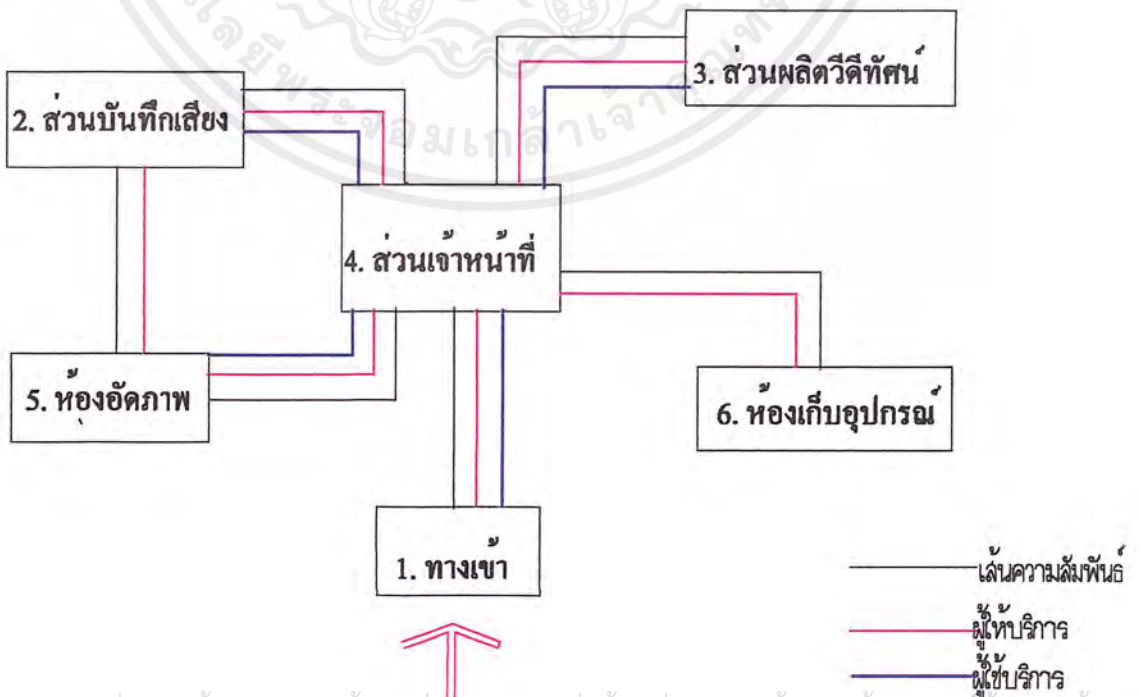 3. ส่วนผลิตวีดีทัศน์
2. ส่วนบันทึกเสียง
4. ส่วนเจ้าหน้าที่
5. ห้องอัดภาพ
6. ห้องเก็บอุปกรณ์
1. ทางเข้า
เส้นความสัมพันธ์
ผู้ให้บริการ
ผู้ใช้บริการ